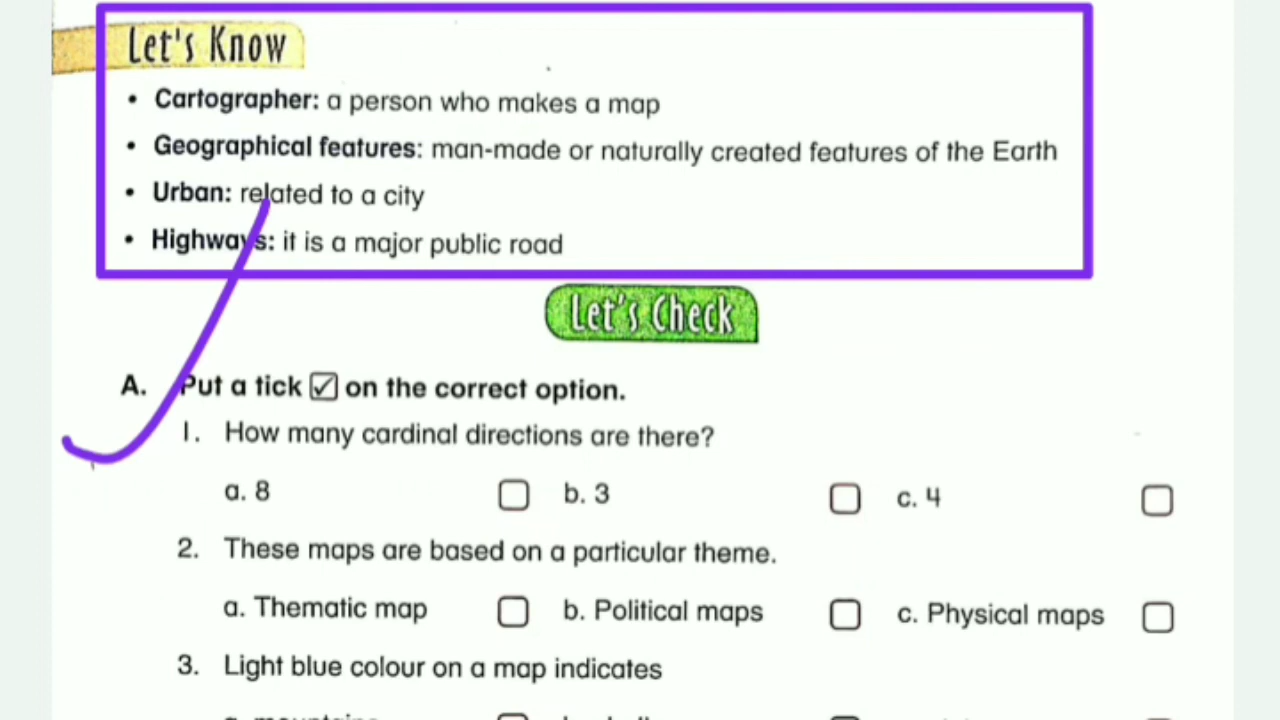 Let's Know
• Cartographer: a person who makes a map
• Geographical features: man-made or naturally created features of the Earth
• Urban: related to a city
• Highways: it is a major public road
Let's Check
A. Put a tick ☑ on the correct option.
1. How many cardinal directions are there?
a. 8 b. 3 c. 4
2. These maps are based on a particular theme.
a. Thematic map b. Political maps c. Physical maps
3. Light blue colour on a map indicates